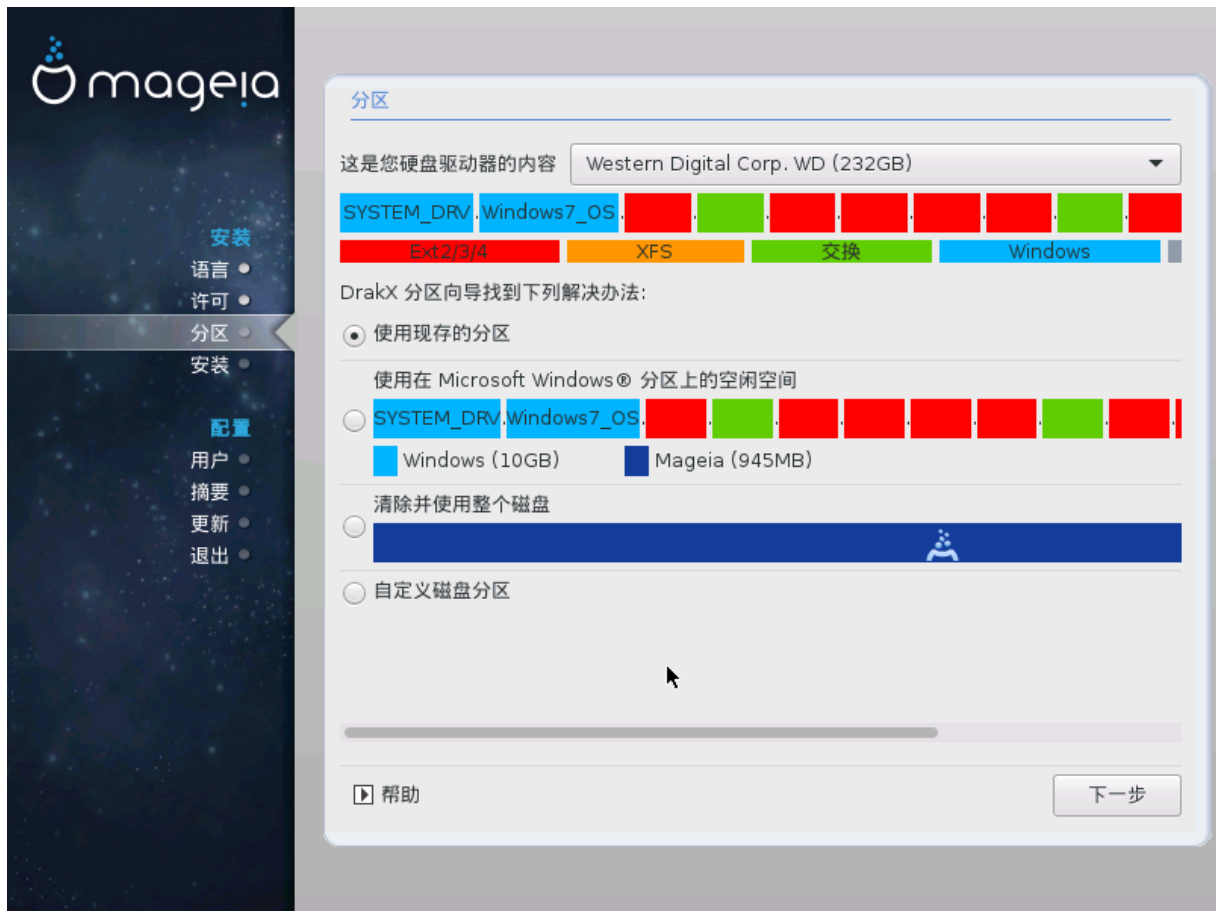 mageia
安装
语言
许可
分区
安装
配置
用户
摘要
更新
退出
分区
这是您硬盘驱动器的内容 Western Digital Corp. WD (232GB)
SYSTEM_DRV Windows7_OS
Ext2/3/4 XFS 交换 Windows
DrakX 分区向导找到下列解决办法:
使用现存的分区
使用在 Microsoft Windows® 分区上的空闲空间
SYSTEM_DRV Windows7_OS
Windows (10GB) Mageia (945MB)
清除并使用整个磁盘
自定义磁盘分区
帮助 下一步